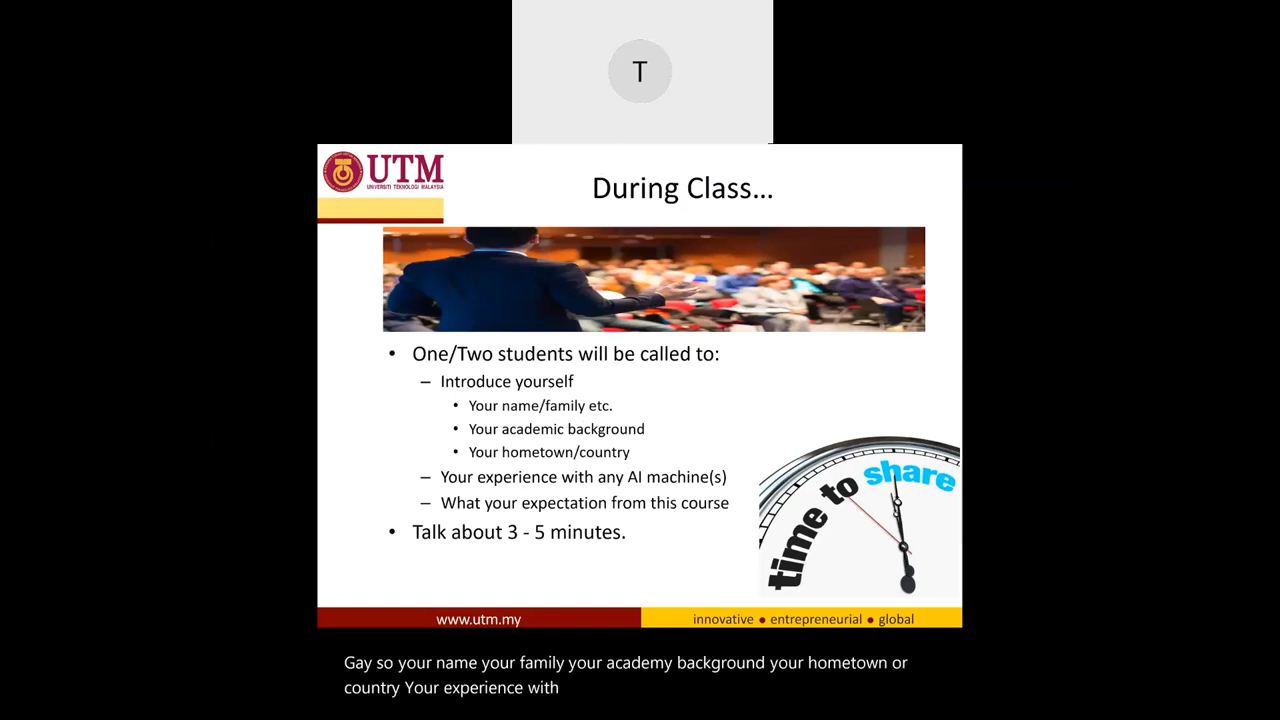 T
UTM
UNIVERSITI TEKNOLOGI MALAYSIA
During Class...
• One/Two students will be called to:
– Introduce yourself
• Your name/family etc.
• Your academic background
• Your hometown/country
– Your experience with any AI machine(s)
– What your expectation from this course
• Talk about 3 - 5 minutes.
time to share
www.utm.my
innovative ● entrepreneurial ● global
Gay so your name your family your academy background your hometown or
country Your experience with